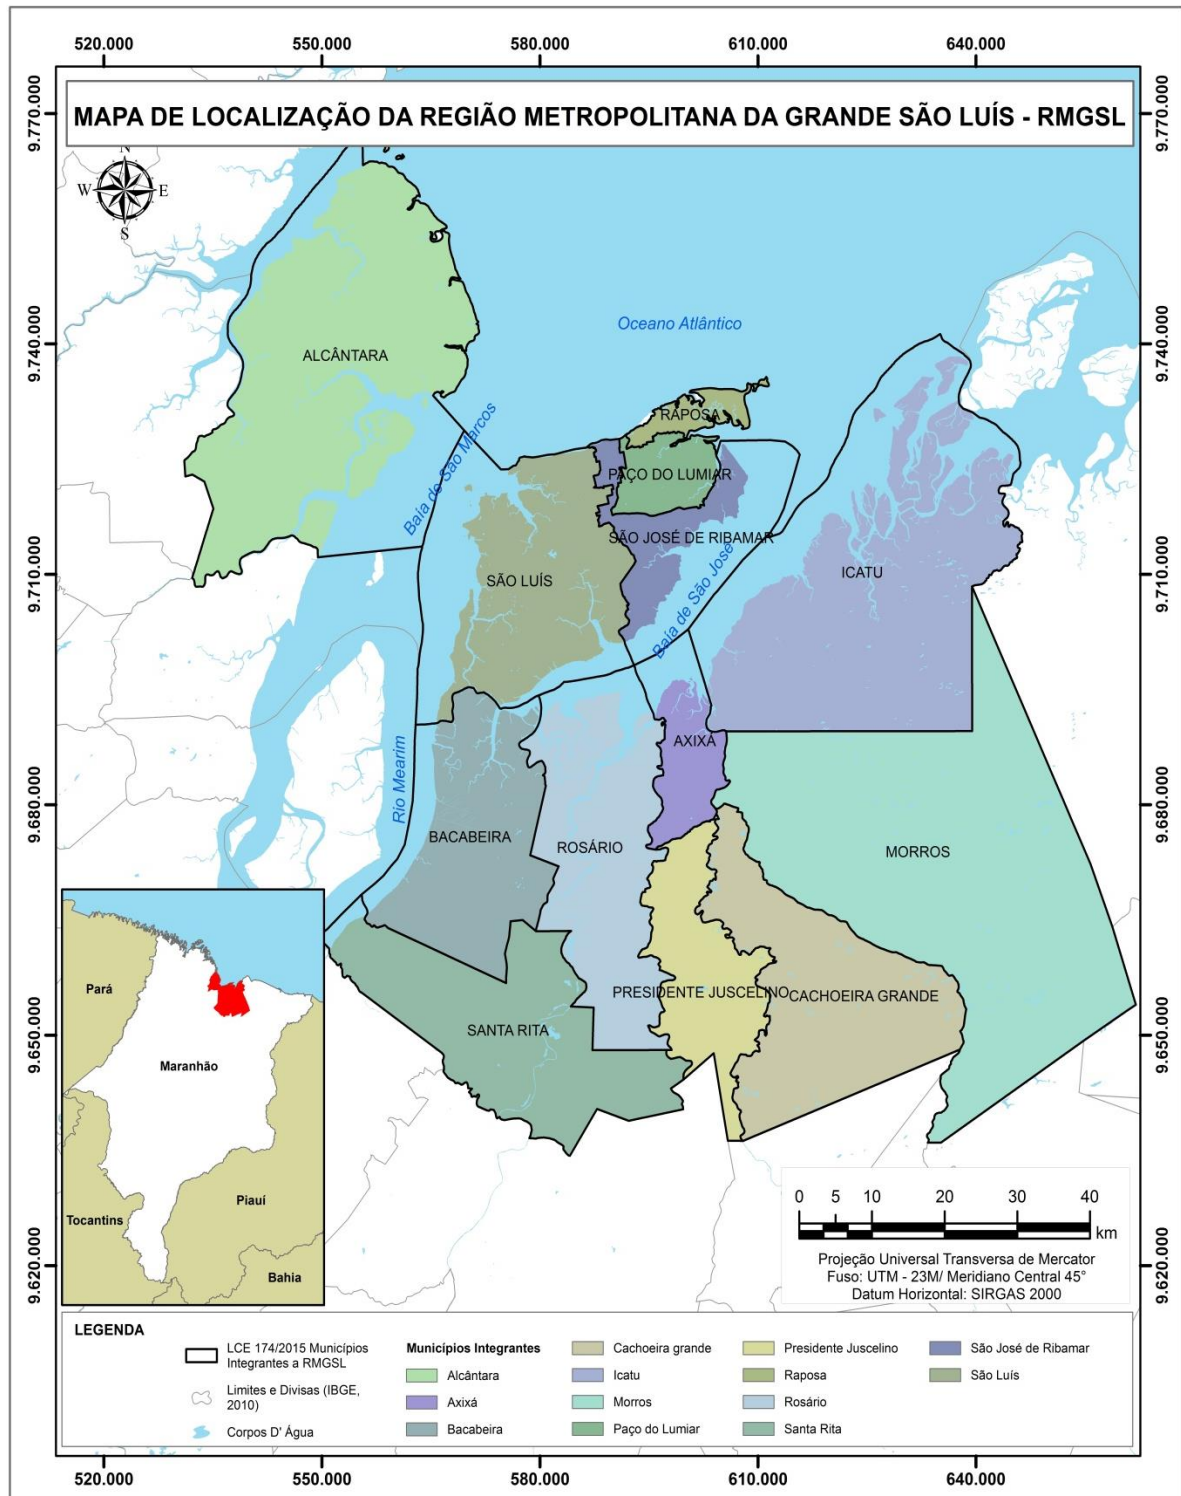 520.000 550.000 580.000 610.000 640.000
MAPA DE LOCALIZAÇÃO DA REGIÃO METROPOLITANA DA GRANDE SÃO LUÍS - RMGSL
9.770.000
9.770.000
N
W
E
S
9.740.000
9.740.000
Oceano Atlântico
ALCÂNTARA
RAPOSA
Baía de São Marcos
PAÇO DO LUMIAR
SÃO JOSÉ DE RIBAMAR
9.710.000
9.710.000
SÃO LUÍS
ICATU
Baía de São José
AXIXÁ
Rio Mearim
9.680.000
9.680.000
BACABEIRA
ROSÁRIO
MORROS
PRESIDENTE JUSCELINO
CACHOEIRA GRANDE
SANTA RITA
9.650.000
9.650.000
Pará
Maranhão
Piauí
Tocantins
Bahia
9.620.000
9.620.000
0 5 10 20 30 40
km
Projeção Universal Transversa de Mercator
Fuso: UTM - 23M/ Meridiano Central 45°
Datum Horizontal: SIRGAS 2000
LEGENDA
LCE 174/2015 Municípios
Integrantes a RMGSL
Limites e Divisas (IBGE,
2010)
Corpos D' Água
Municípios Integrantes
Alcântara
Axixá
Bacabeira
Cachoeira grande
Icatu
Morros
Paço do Lumiar
Presidente Juscelino
Raposa
Rosário
Santa Rita
São José de Ribamar
São Luís
520.000 550.000 580.000 610.000 640.000